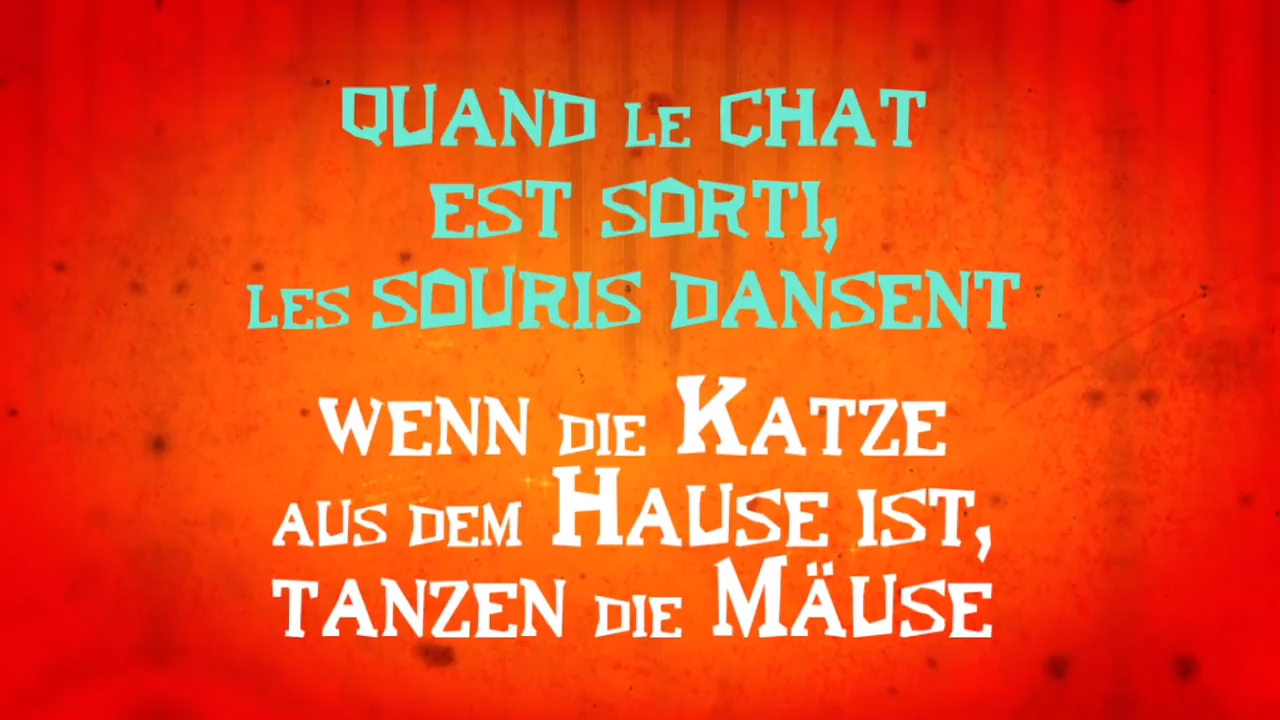 QUAND LE CHAT
EST SORTI,
LES SOURIS DANSENT
WENN DIE KATZE
AUS DEM HAUSE IST,
TANZEN DIE MÄUSE